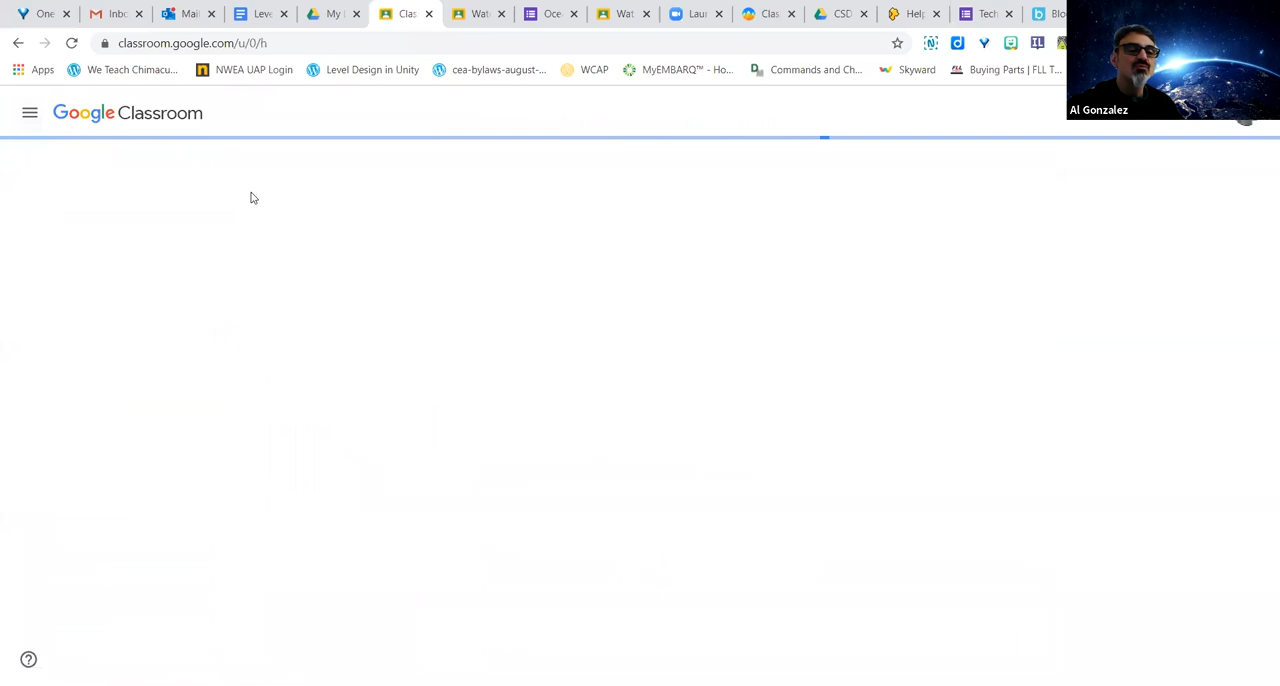 One Inbo Mail Leve My I Clas Wat Oce Wat Laun Clas CSD Help Tech Blo
classroom.google.com/u/0/h
Apps We Teach Chimacu... NWEA UAP Login Level Design in Unity cea-bylaws-august-... WCAP MyEMBARQ™ - Ho... Commands and Ch... Skyward Buying Parts | FLL T...
Al Gonzalez
Google Classroom